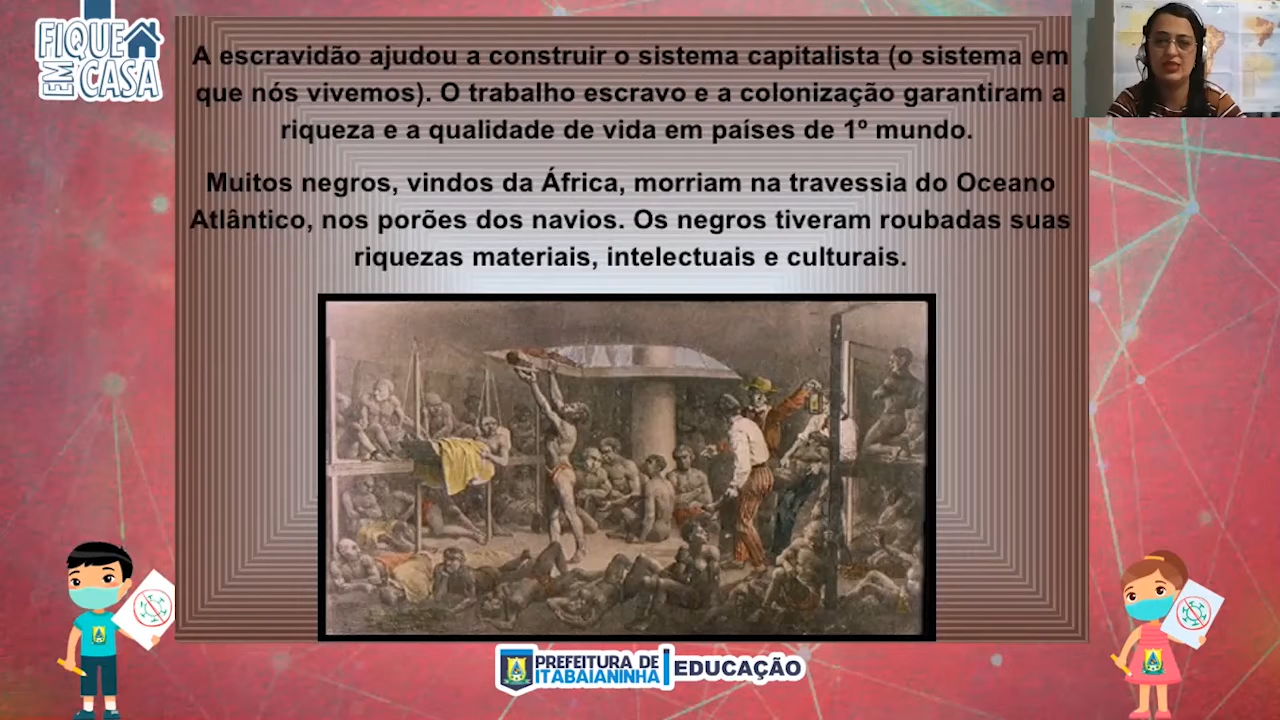 FIQUE
EM CASA
A escravidão ajudou a construir o sistema capitalista (o sistema em
que nós vivemos). O trabalho escravo e a colonização garantiram a
riqueza e a qualidade de vida em países de 1º mundo.
Muitos negros, vindos da África, morriam na travessia do Oceano
Atlântico, nos porões dos navios. Os negros tiveram roubadas suas
riquezas materiais, intelectuais e culturais.
PREFEITURA DE
ITABAIANINHA
EDUCAÇÃO